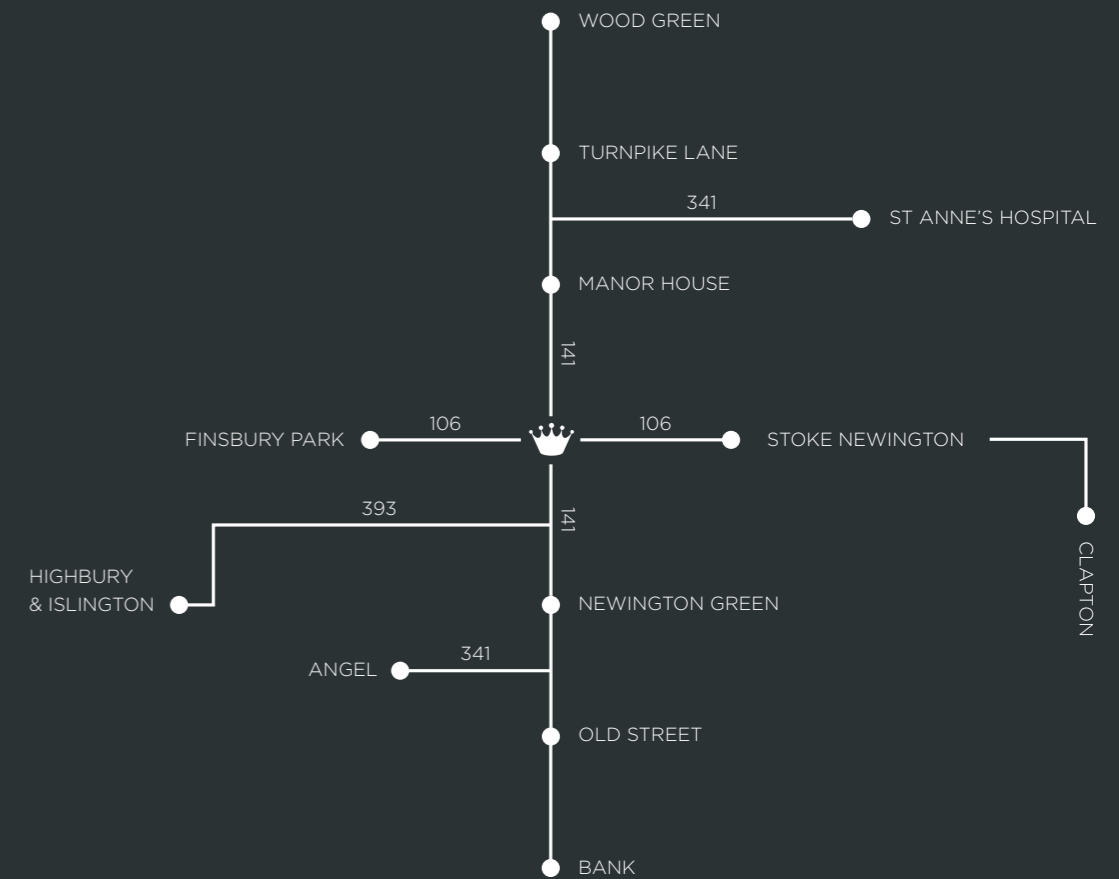 WOOD GREEN
TURNPIKE LANE
341
ST ANNE'S HOSPITAL
MANOR HOUSE
141
FINSBURY PARK
106
106
STOKE NEWINGTON
393
141
CLAPTON
HIGHBURY
& ISLINGTON
NEWINGTON GREEN
341
ANGEL
OLD STREET
BANK